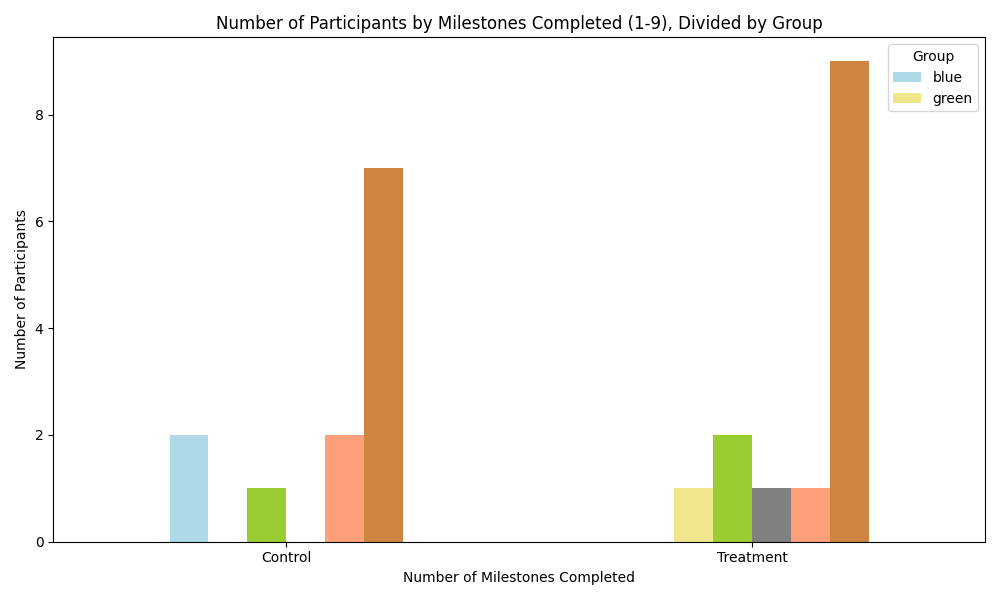 Number of Participants by Milestones Completed (1-9), Divided by Group
Group
blue
green
Number of Participants
8
6
4
2
0
Control
Treatment
Number of Milestones Completed